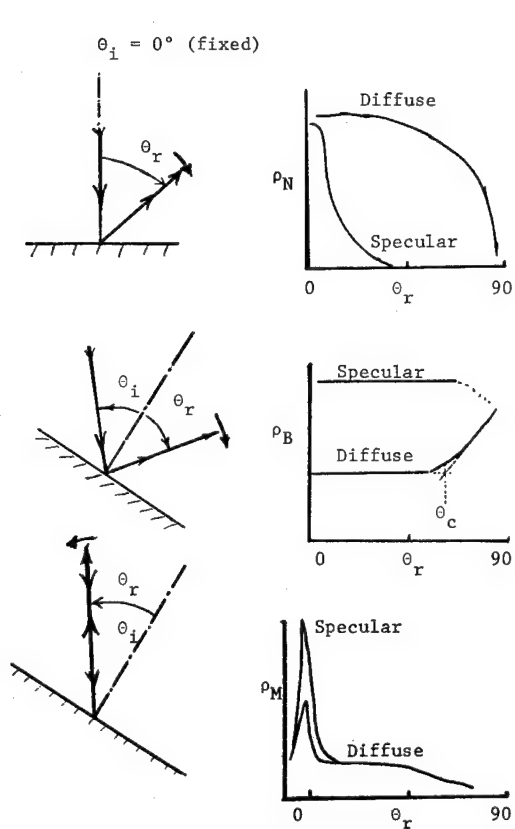 Θi = 0° (fixed)
Θr
ρN
Diffuse
Specular
0
Θr
90
Θi
Θr
ρB
Specular
Diffuse
Θc
0
Θr
90
Θr
Θi
ρM
Specular
Diffuse
0
Θr
90